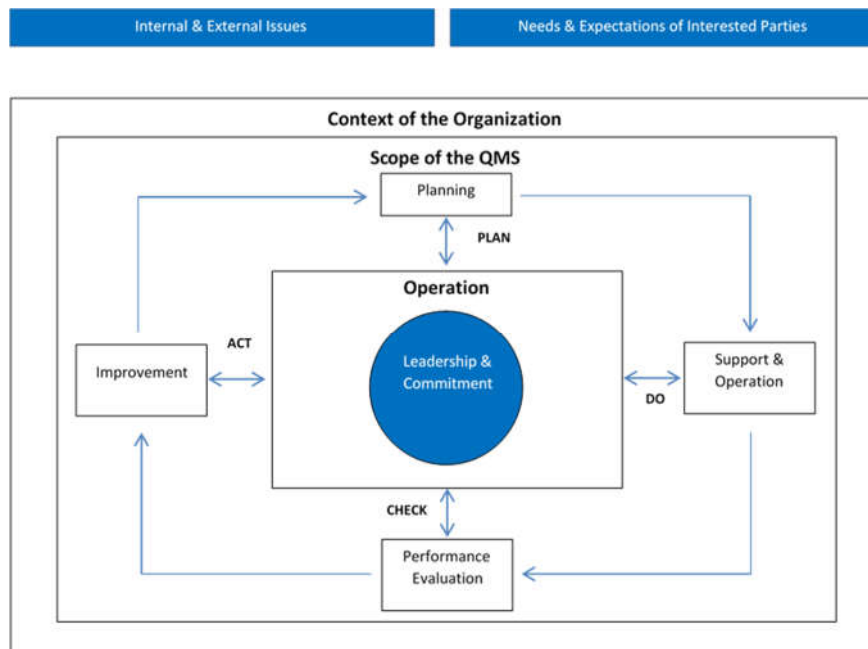 Internal & External Issues
Needs & Expectations of Interested Parties
Context of the Organization
Scope of the QMS
Planning
PLAN
Operation
ACT
Leadership &
Commitment
Improvement
Support &
Operation
DO
CHECK
Performance
Evaluation